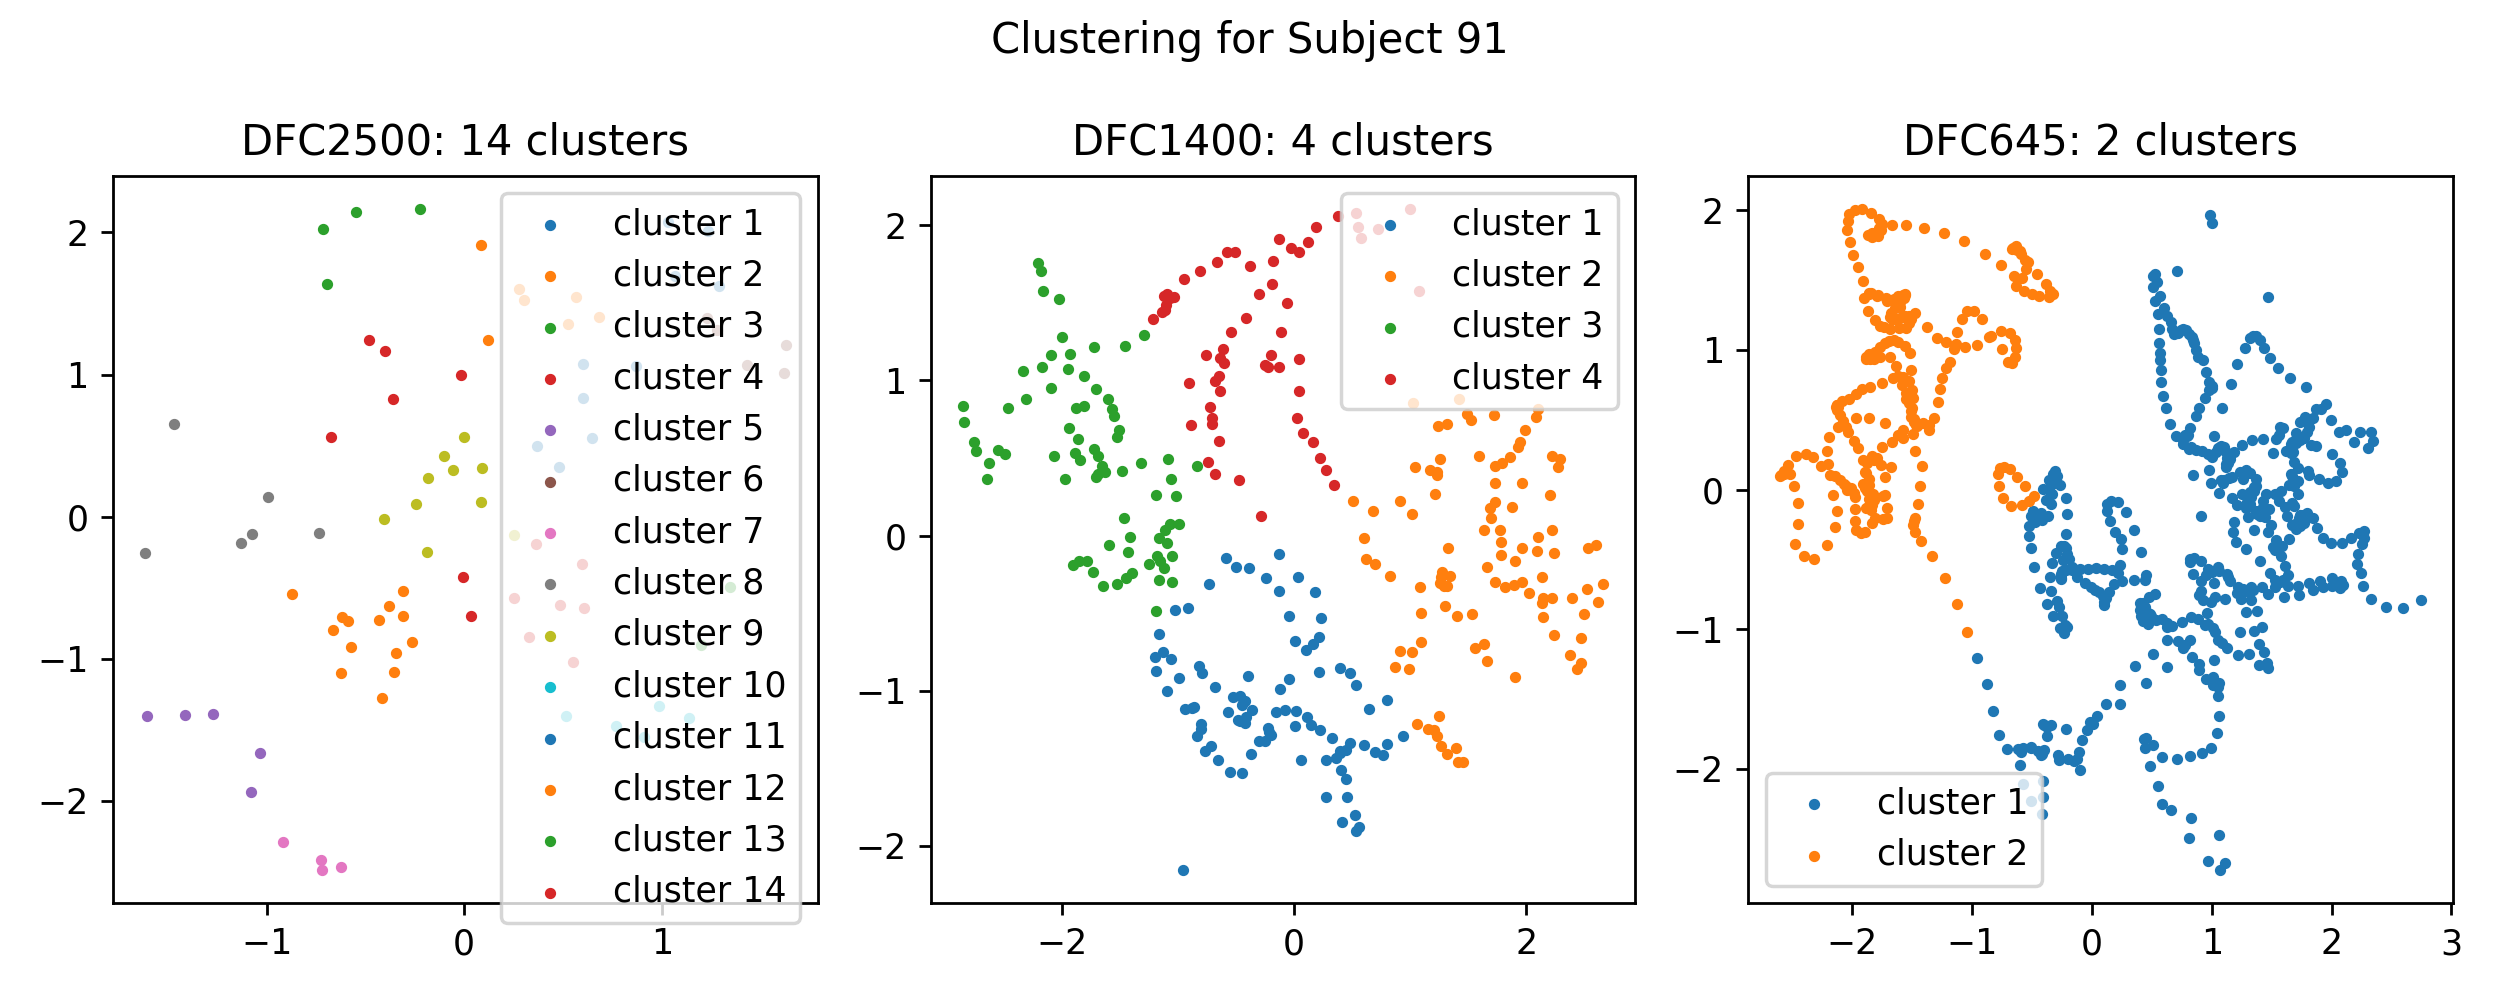 Clustering for Subject 91
DFC2500: 14 clusters
2
1
0
−1
−2
−1
0
1
cluster 1
cluster 2
cluster 3
cluster 4
cluster 5
cluster 6
cluster 7
cluster 8
cluster 9
cluster 10
cluster 11
cluster 12
cluster 13
cluster 14
DFC1400: 4 clusters
2
1
0
−1
−2
−2
0
2
cluster 1
cluster 2
cluster 3
cluster 4
DFC645: 2 clusters
2
1
0
−1
−2
−2
−1
0
1
2
3
cluster 1
cluster 2